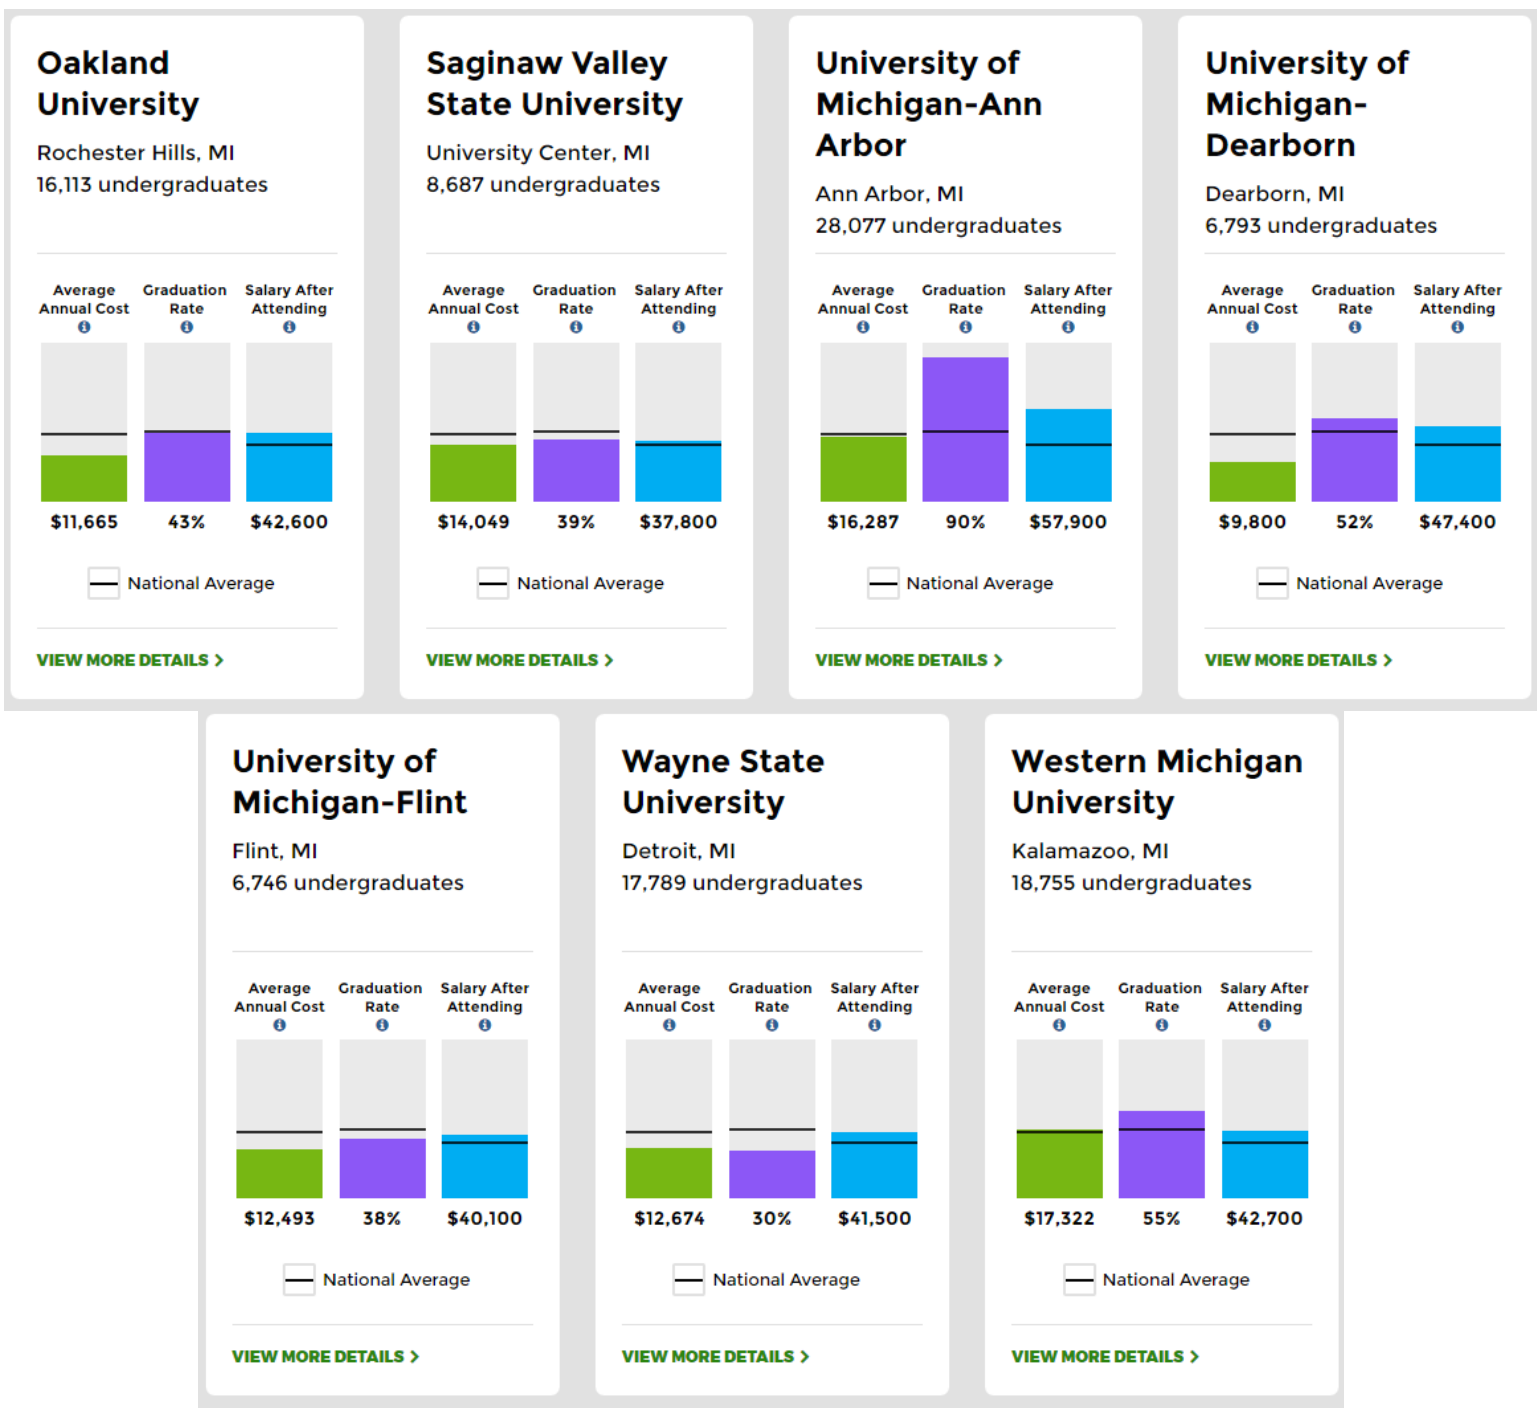 Oakland
University
Rochester Hills, MI
16,113 undergraduates
Average Annual Cost
Graduation Rate
Salary After Attending
$11,665 43% $42,600
National Average
VIEW MORE DETAILS >
Saginaw Valley
State University
University Center, MI
8,687 undergraduates
Average Annual Cost
Graduation Rate
Salary After Attending
$14,049 39% $37,800
National Average
VIEW MORE DETAILS >
University of
Michigan-Ann
Arbor
Ann Arbor, MI
28,077 undergraduates
Average Annual Cost
Graduation Rate
Salary After Attending
$16,287 90% $57,900
National Average
VIEW MORE DETAILS >
University of
Michigan-
Dearborn
Dearborn, MI
6,793 undergraduates
Average Annual Cost
Graduation Rate
Salary After Attending
$9,800 52% $47,400
National Average
VIEW MORE DETAILS >
University of
Michigan-Flint
Flint, MI
6,746 undergraduates
Average Annual Cost
Graduation Rate
Salary After Attending
$12,493 38% $40,100
National Average
VIEW MORE DETAILS >
Wayne State
University
Detroit, MI
17,789 undergraduates
Average Annual Cost
Graduation Rate
Salary After Attending
$12,674 30% $41,500
National Average
VIEW MORE DETAILS >
Western Michigan
University
Kalamazoo, MI
18,755 undergraduates
Average Annual Cost
Graduation Rate
Salary After Attending
$17,322 55% $42,700
National Average
VIEW MORE DETAILS >